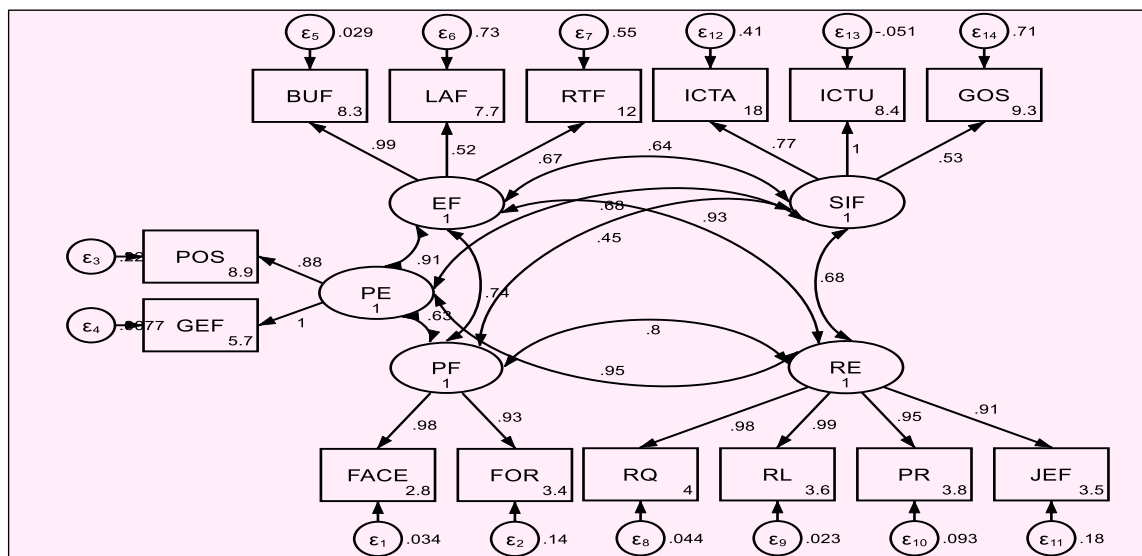 ε5 .029 ε6 .73 ε7 .55 ε12 .41 ε13 -.051 ε14 .71
BUF 8.3 LAF 7.7 RTF 12 ICTA 18 ICTU 8.4 GOS 9.3
.99 .52 .67 .77 1 .53
EF 1 .64 SIF 1
.68 .93
.45
ε3 POS 8.9 .88 .91 .68
PE 1 .74
ε4 GEF 5.7 1 .63
.8
PF 1 .95 RE 1
.98 .93 .98 .99 .95 .91
FACE 2.8 FOR 3.4 RQ 4 RL 3.6 PR 3.8 JEF 3.5
ε1 .034 ε2 .14 ε8 .044 ε9 .023 ε10 .093 ε11 .18